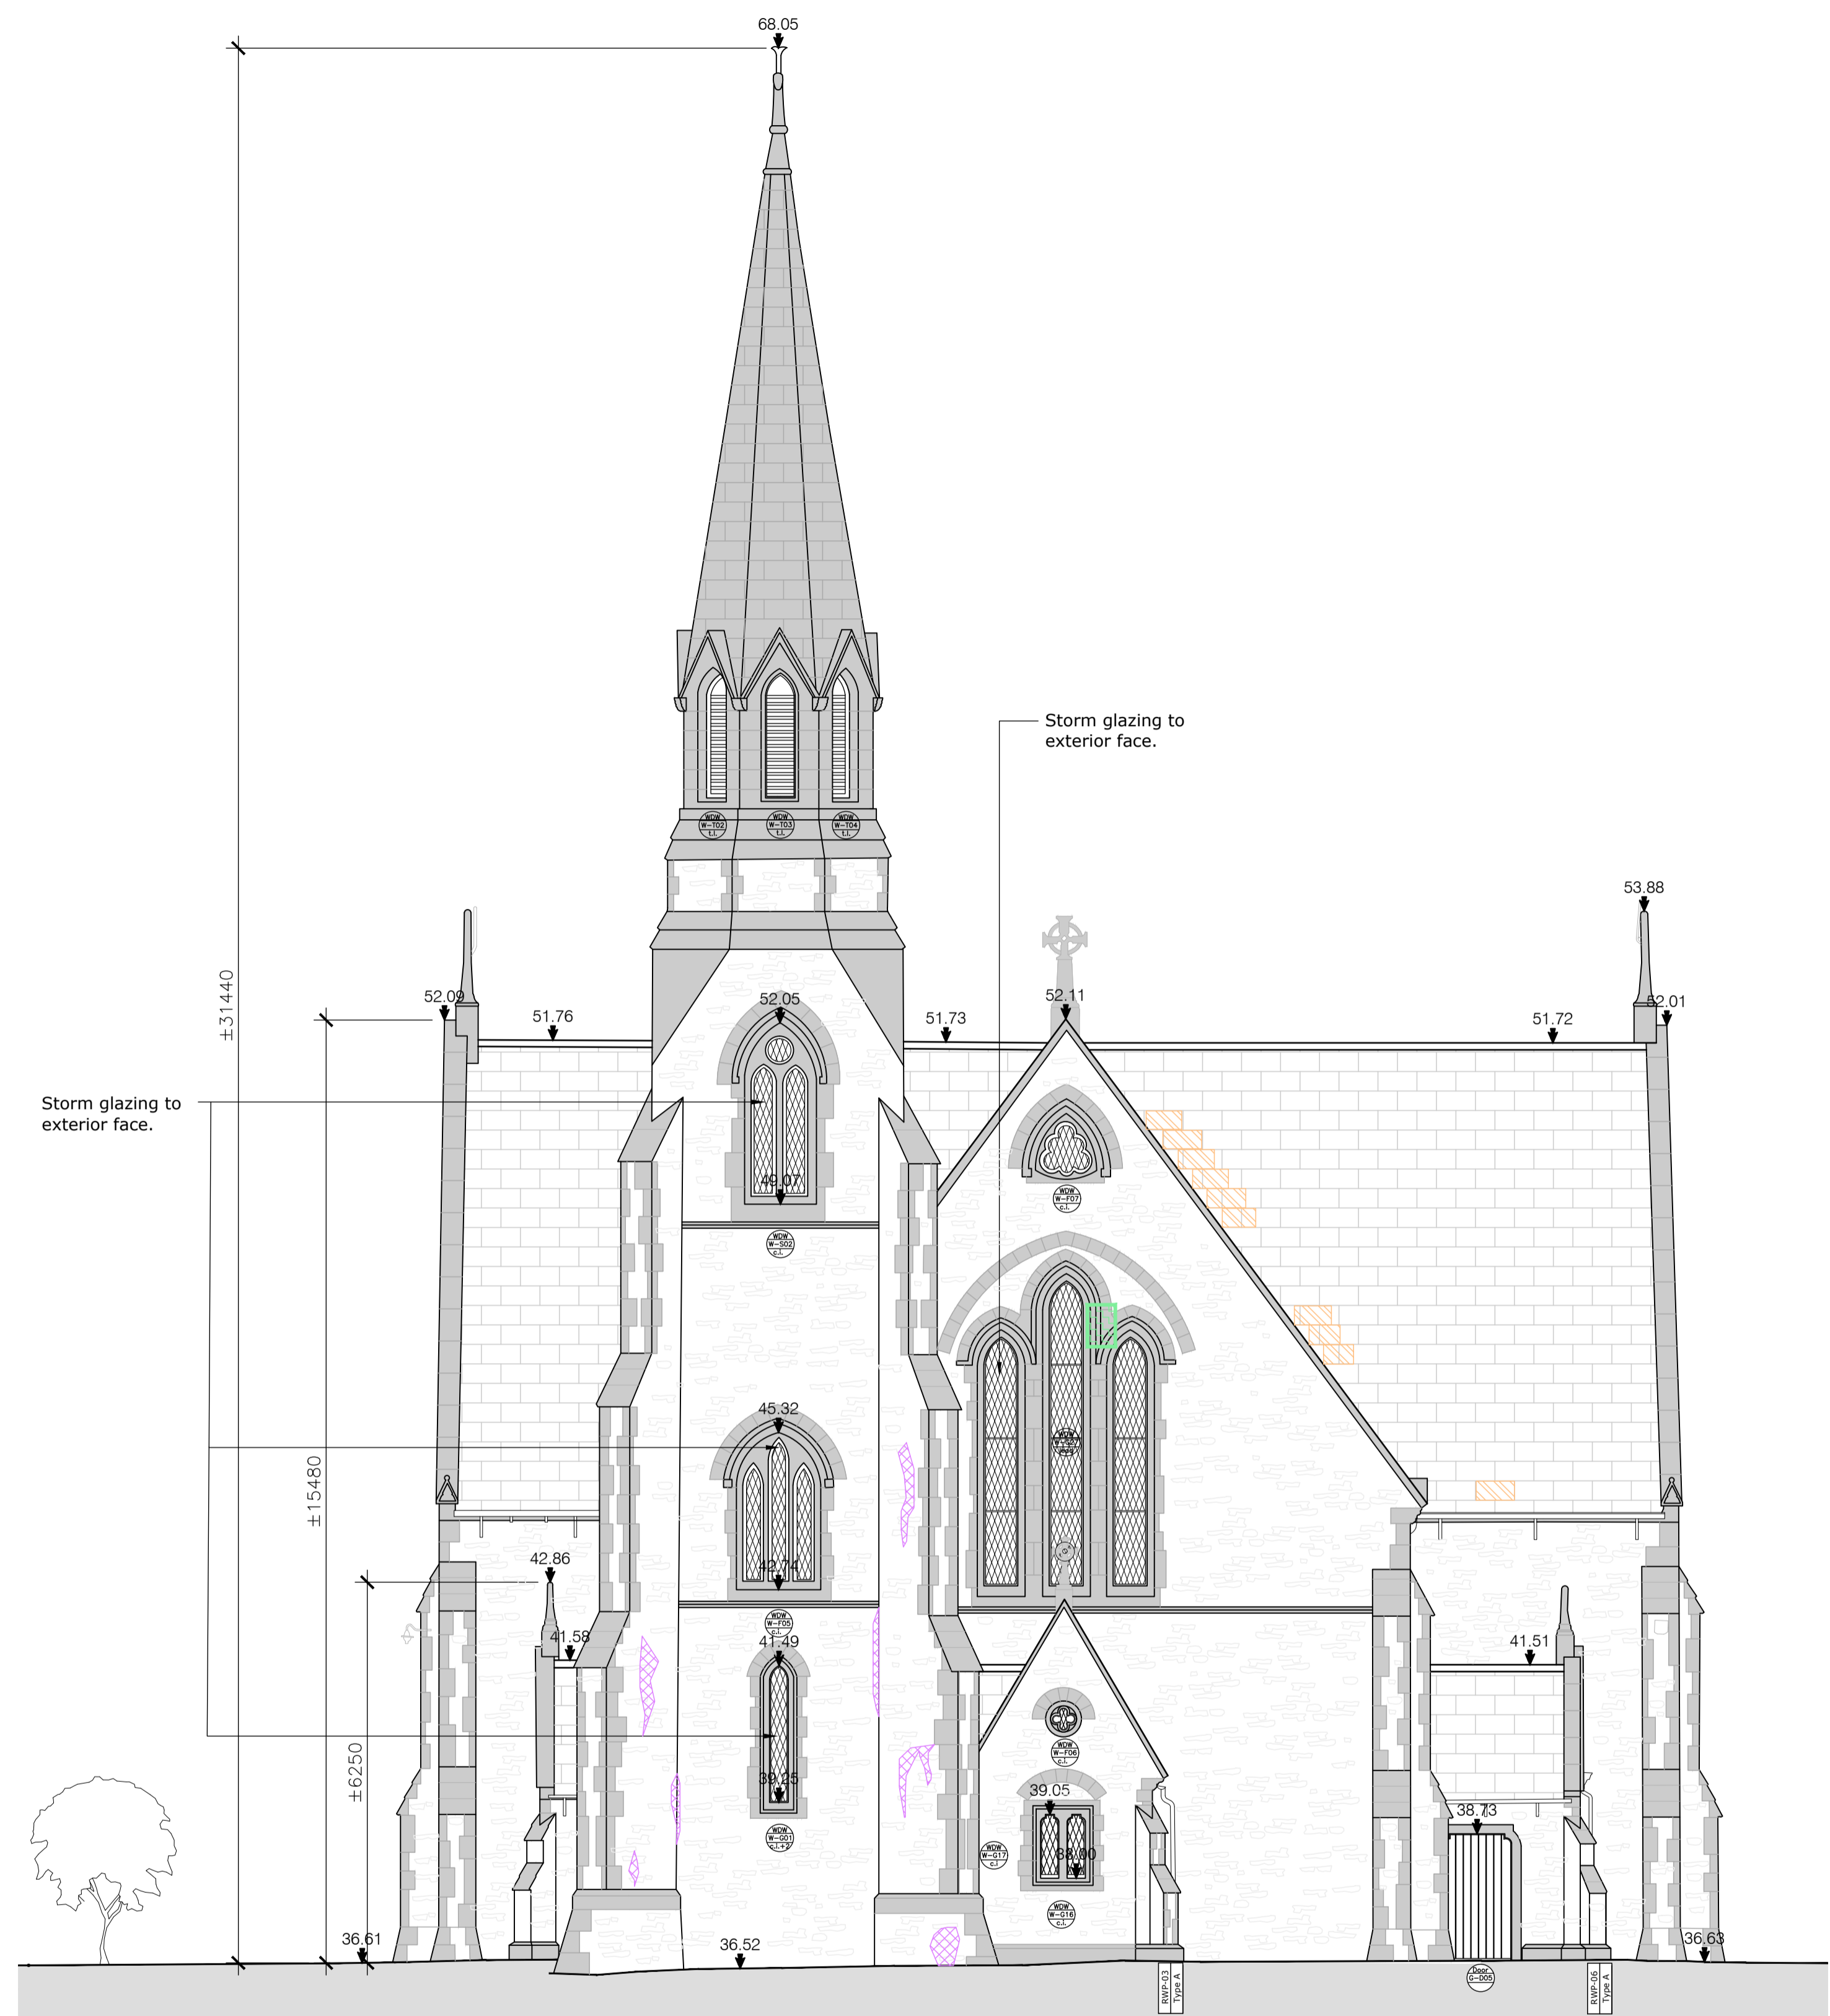 68.05
Storm glazing to
exterior face.
WDW
W-T02
t.l.
WDW
W-T03
t.l.
WDW
W-T04
t.l.
53.88
±31440
52.09
51.76
52.05
51.73
52.11
51.72
52.01
Storm glazing to
exterior face.
49.07
WDW
W-F07
c.l.
WDW
W-S02
c.l.
45.32
WDW
±15480
42.86
42.74
WDW
W-F05
c.l.
41.58
41.49
41.51
WDW
W-F06
c.l.
±6250
39.25
39.05
38.73
WDW
W-G01
c.l.+2
WDW
W-G17
c.l
WDW
W-G16
c.l.
36.61
36.52
36.63
Door
G-D05
RWP-03
Type A
RWP-06
Type A